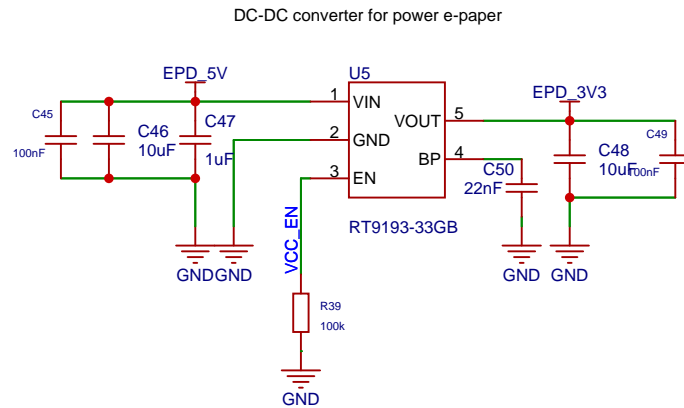 DC-DC converter for power e-paper
U5
EPD_5V
EPD_3V3
1
VIN
C45
C46
10uF
C47
1uF
100nF
2
GND
3
EN
VOUT
5
BP
4
C50
22nF
C48
10uF
C49
100nF
RT9193-33GB
VCC_EN
GND
GND
GND
GND
R39
100k
GND